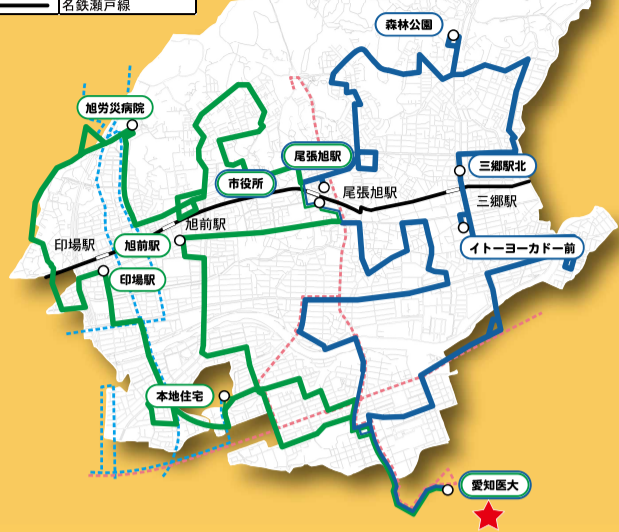 名鉄瀬戸線
森林公園
旭労災病院
尾張旭駅
三郷駅北
市役所
尾張旭駅
三郷駅
旭前駅
印場駅
旭前駅
イトーヨーカドー前
印場駅
本地住宅
愛知医大